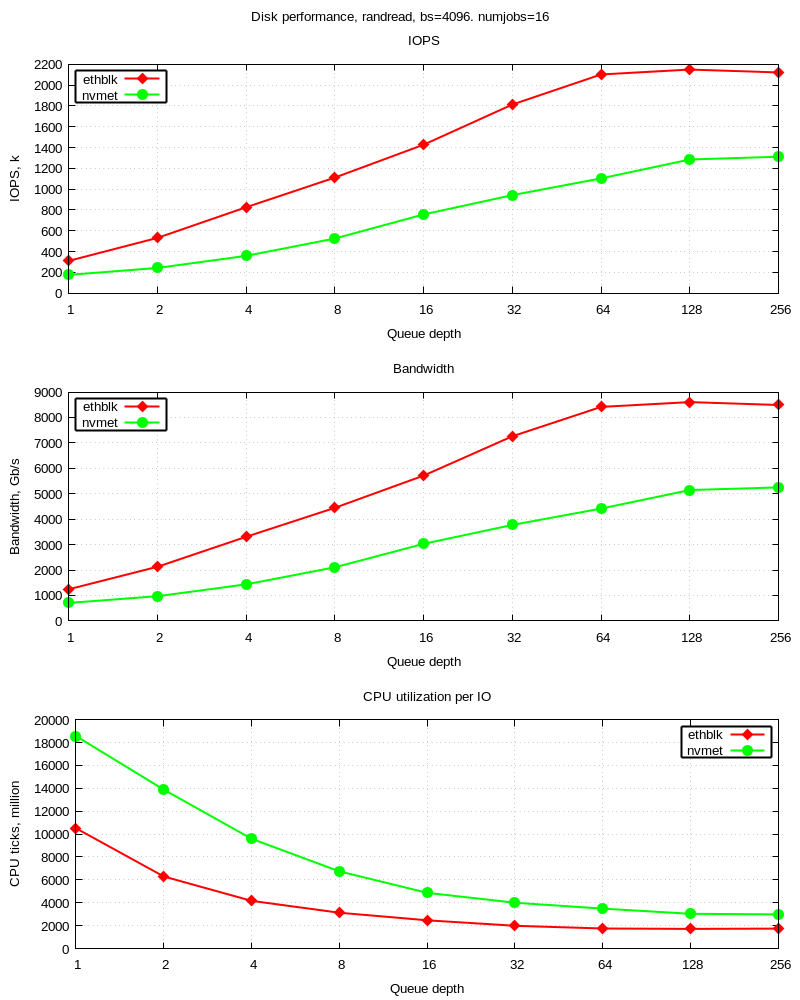 Disk performance, randread, bs=4096. numjobs=16
IOPS
2200
2000
1800
1600
1400
1200
1000
800
600
400
200
0
IOPS, k
ethblk
nvmet
1 2 4 8 16 32 64 128 256
Queue depth
Bandwidth
9000
8000
7000
6000
5000
4000
3000
2000
1000
0
Bandwidth, Gb/s
ethblk
nvmet
1 2 4 8 16 32 64 128 256
Queue depth
CPU utilization per IO
20000
18000
16000
14000
12000
10000
8000
6000
4000
2000
0
CPU ticks, million
ethblk
nvmet
1 2 4 8 16 32 64 128 256
Queue depth